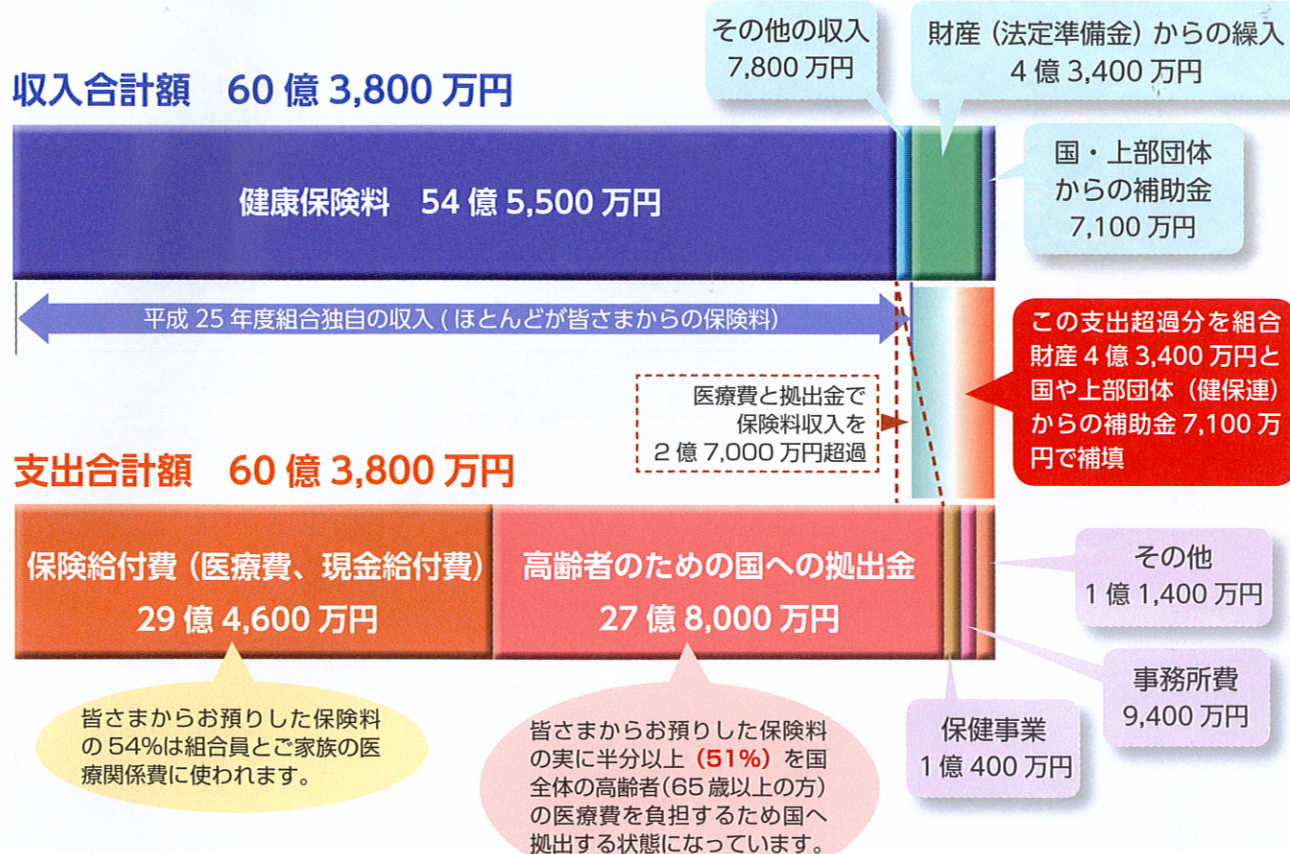 その他の収入
7,800 万円
財産（法定準備金）からの繰入
4 億 3,400 万円
収入合計額　60 億 3,800 万円
健康保険料　54 億 5,500 万円
国・上部団体
からの補助金
7,100 万円
平成 25 年度組合独自の収入 ( ほとんどが皆さまからの保険料)
この支出超過分を組合
財産 4 億 3,400 万円と
国や上部団体（健保連）
からの補助金 7,100 万
円で補填
医療費と拠出金で
保険料収入を
2 億 7,000 万円超過
支出合計額　60 億 3,800 万円
保険給付費（医療費、現金給付費）
29 億 4,600 万円
高齢者のための国への拠出金
27 億 8,000 万円
その他
1 億 1,400 万円
事務所費
9,400 万円
保健事業
1 億 400 万円
皆さまからお預りした保険料
の 54%は組合員とご家族の医
療関係費に使われます。
皆さまからお預りした保険料
の実に半分以上（51%）を国
全体の高齢者（65 歳以上の方）
の医療費を負担するため国へ
拠出する状態になっています。